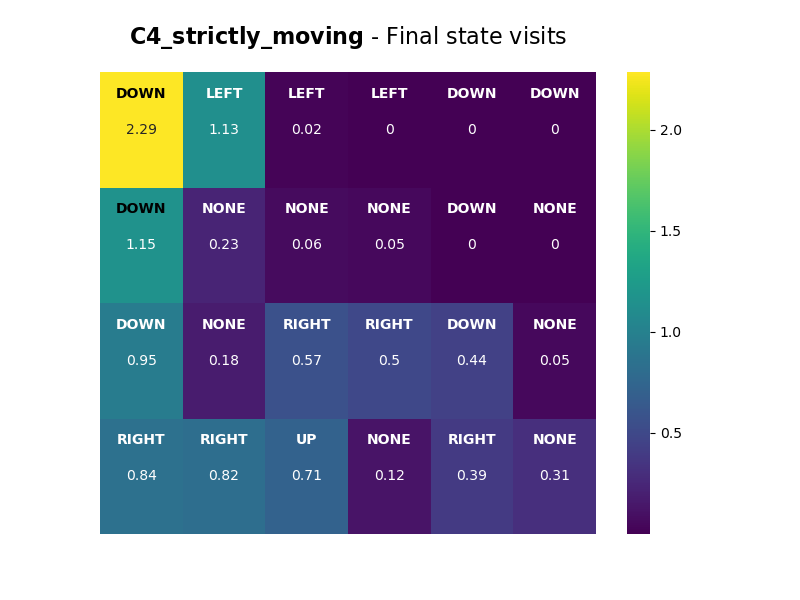 C4_strictly_moving - Final state visits
DOWN LEFT LEFT LEFT DOWN DOWN
2.29 1.13 0.02 0 0 0
DOWN NONE NONE NONE DOWN NONE
1.15 0.23 0.06 0.05 0 0
DOWN NONE RIGHT RIGHT DOWN NONE
0.95 0.18 0.57 0.5 0.44 0.05
RIGHT RIGHT UP NONE RIGHT NONE
0.84 0.82 0.71 0.12 0.39 0.31
2.0
1.5
1.0
0.5